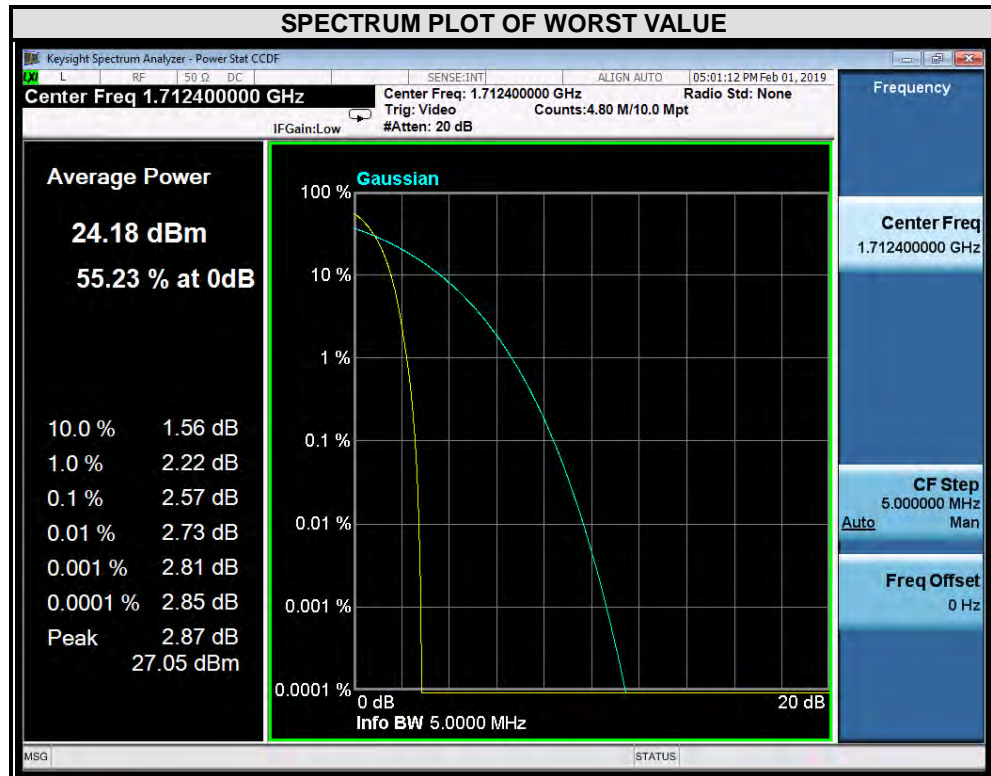 SPECTRUM PLOT OF WORST VALUE
Keysight Spectrum Analyzer - Power Stat CCDF
LXI L RF 50 Ω DC SENSE:INT ALIGN AUTO 05:01:12 PM Feb 01, 2019
Center Freq 1.712400000 GHz
Center Freq: 1.712400000 GHz Radio Std: None
Trig: Video Counts:4.80 M/10.0 Mpt
IFGain:Low #Atten: 20 dB
Average Power
24.18 dBm
55.23 % at 0dB
10.0 % 1.56 dB
1.0 % 2.22 dB
0.1 % 2.57 dB
0.01 % 2.73 dB
0.001 % 2.81 dB
0.0001 % 2.85 dB
Peak 2.87 dB
27.05 dBm
Gaussian
100 %
10 %
1 %
0.1 %
0.01 %
0.001 %
0.0001 %
0 dB 20 dB
Info BW 5.0000 MHz
Frequency
Center Freq
1.712400000 GHz
CF Step
5.000000 MHz
Auto Man
Freq Offset
0 Hz
MSG STATUS